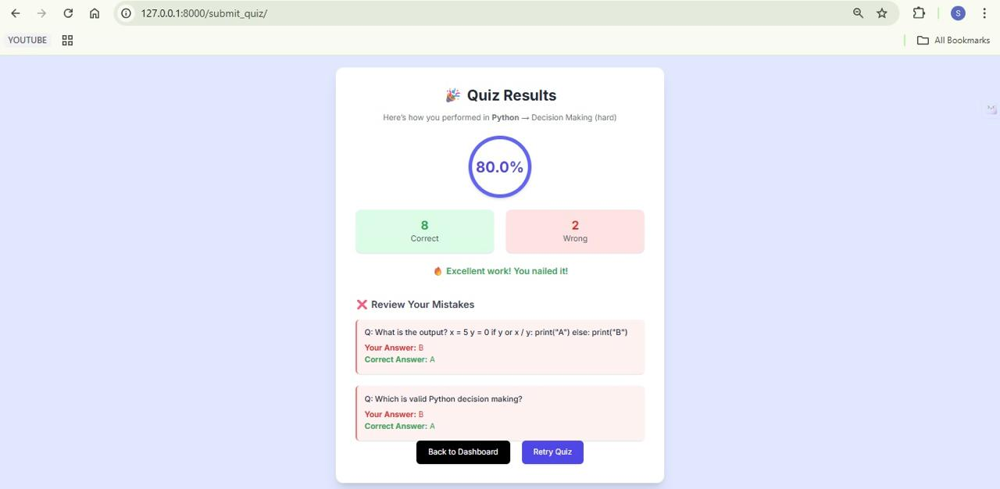 127.0.0.1:8000/submit_quiz/
S
YOUTUBE
All Bookmarks
Quiz Results
Here's how you performed in Python → Decision Making (hard)
80.0%
8
Correct
2
Wrong
Excellent work! You nailed it!
Review Your Mistakes
Q: What is the output? x = 5 y = 0 if y or x / y: print("A") else: print("B")
Your Answer: B
Correct Answer: A
Q: Which is valid Python decision making?
Your Answer: B
Correct Answer: A
Back to Dashboard
Retry Quiz